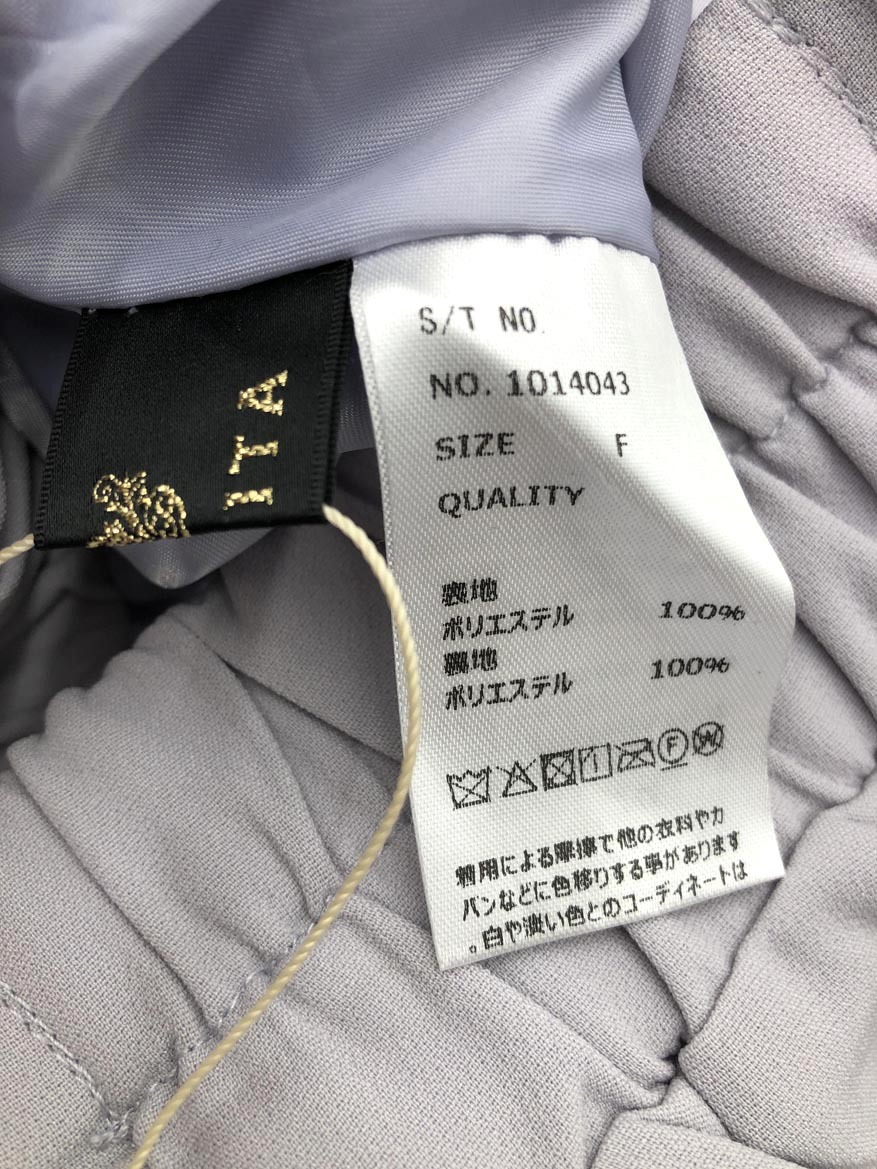 ITA
S/T NO.
NO. 1014043
SIZE F
QUALITY
表地
ポリエステル 100%
裏地
ポリエステル 100%
F W
着用による摩擦で他の衣料やカ
バンなどに色移りする事があります
。白や淡い色とのコーディネートは